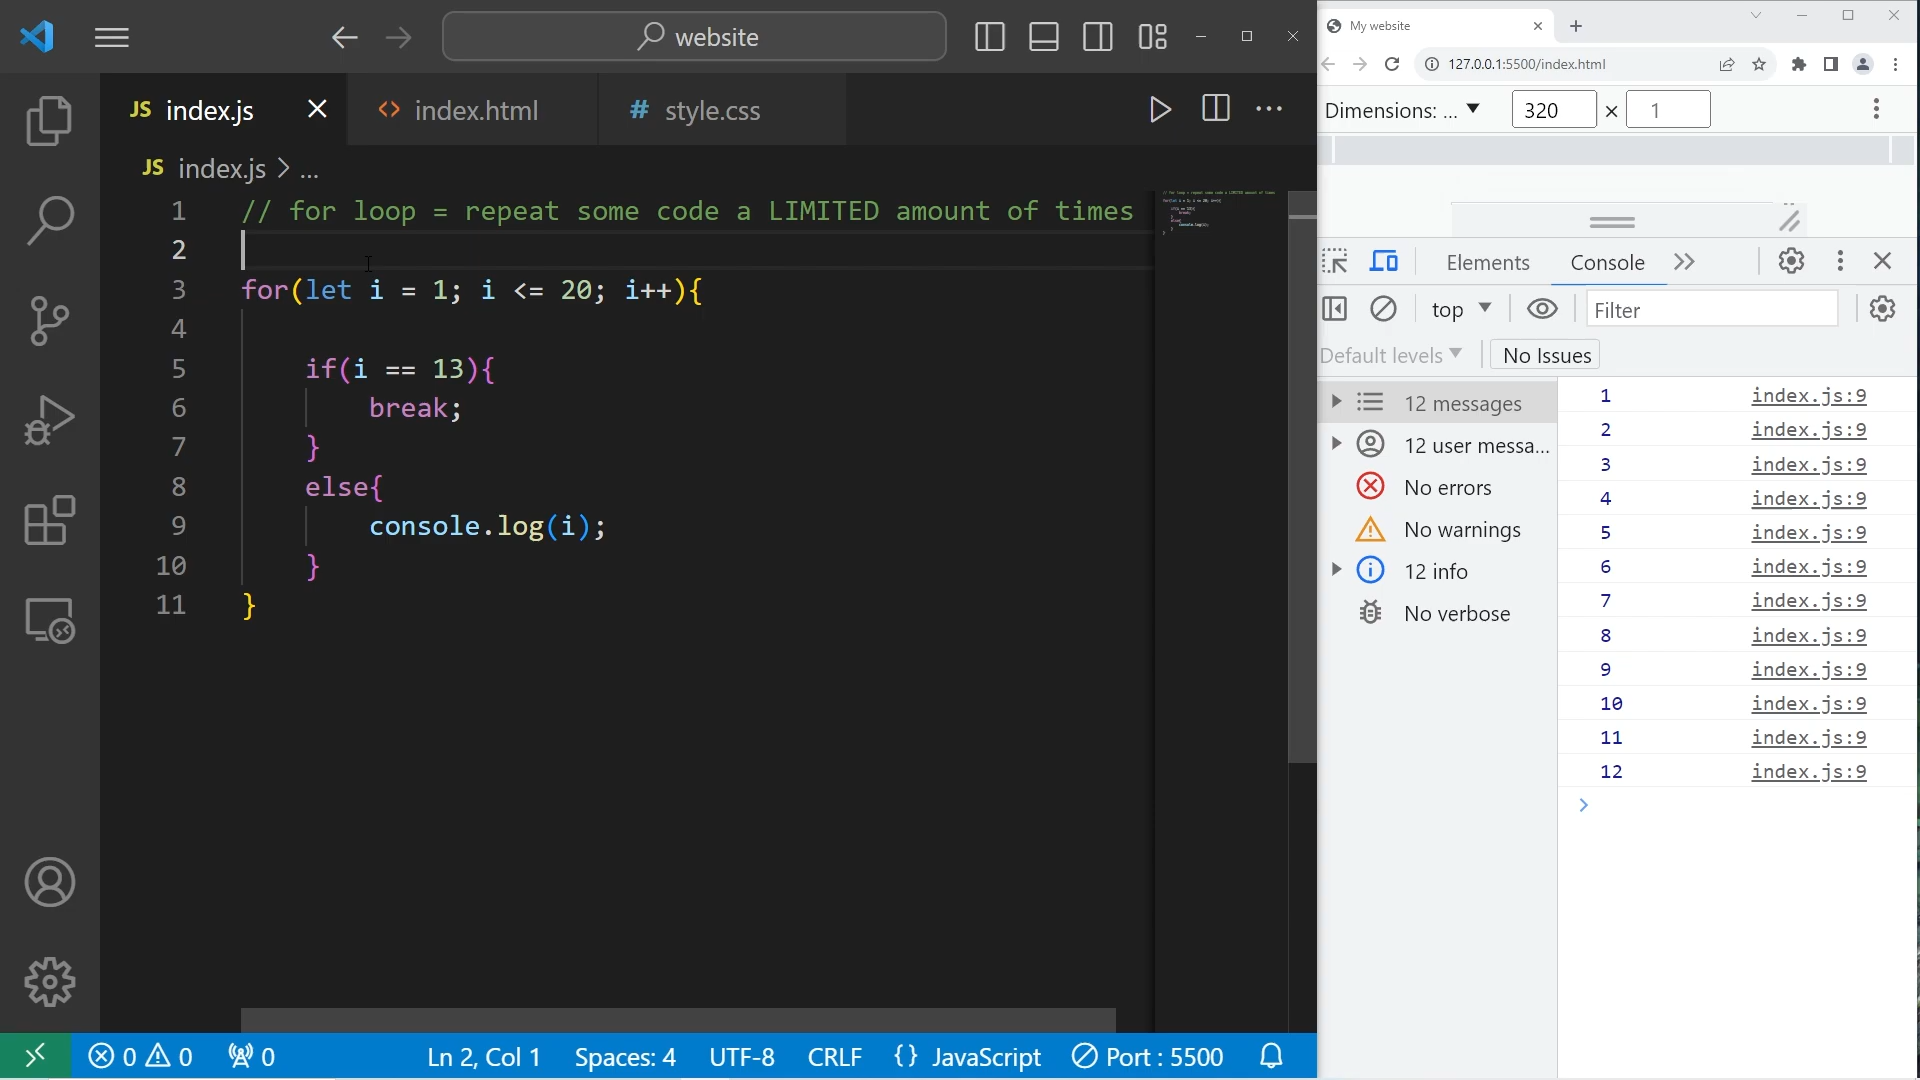 website
JS index.js
<> index.html
# style.css
JS index.js > ...
1 // for loop = repeat some code a LIMITED amount of times
2
3 for(let i = 1; i <= 20; i++){
4
5 if(i == 13){
6 break;
7 }
8 else{
9 console.log(i);
10 }
11 }
0 0 0 Ln 2, Col 1 Spaces: 4 UTF-8 CRLF {} JavaScript Port : 5500
My website
127.0.0.1:5500/index.html
Dimensions: ... 320 × 1
Elements Console
top Filter
Default levels No Issues
12 messages
12 user messa...
No errors
No warnings
12 info
No verbose
1 index.js:9
2 index.js:9
3 index.js:9
4 index.js:9
5 index.js:9
6 index.js:9
7 index.js:9
8 index.js:9
9 index.js:9
10 index.js:9
11 index.js:9
12 index.js:9